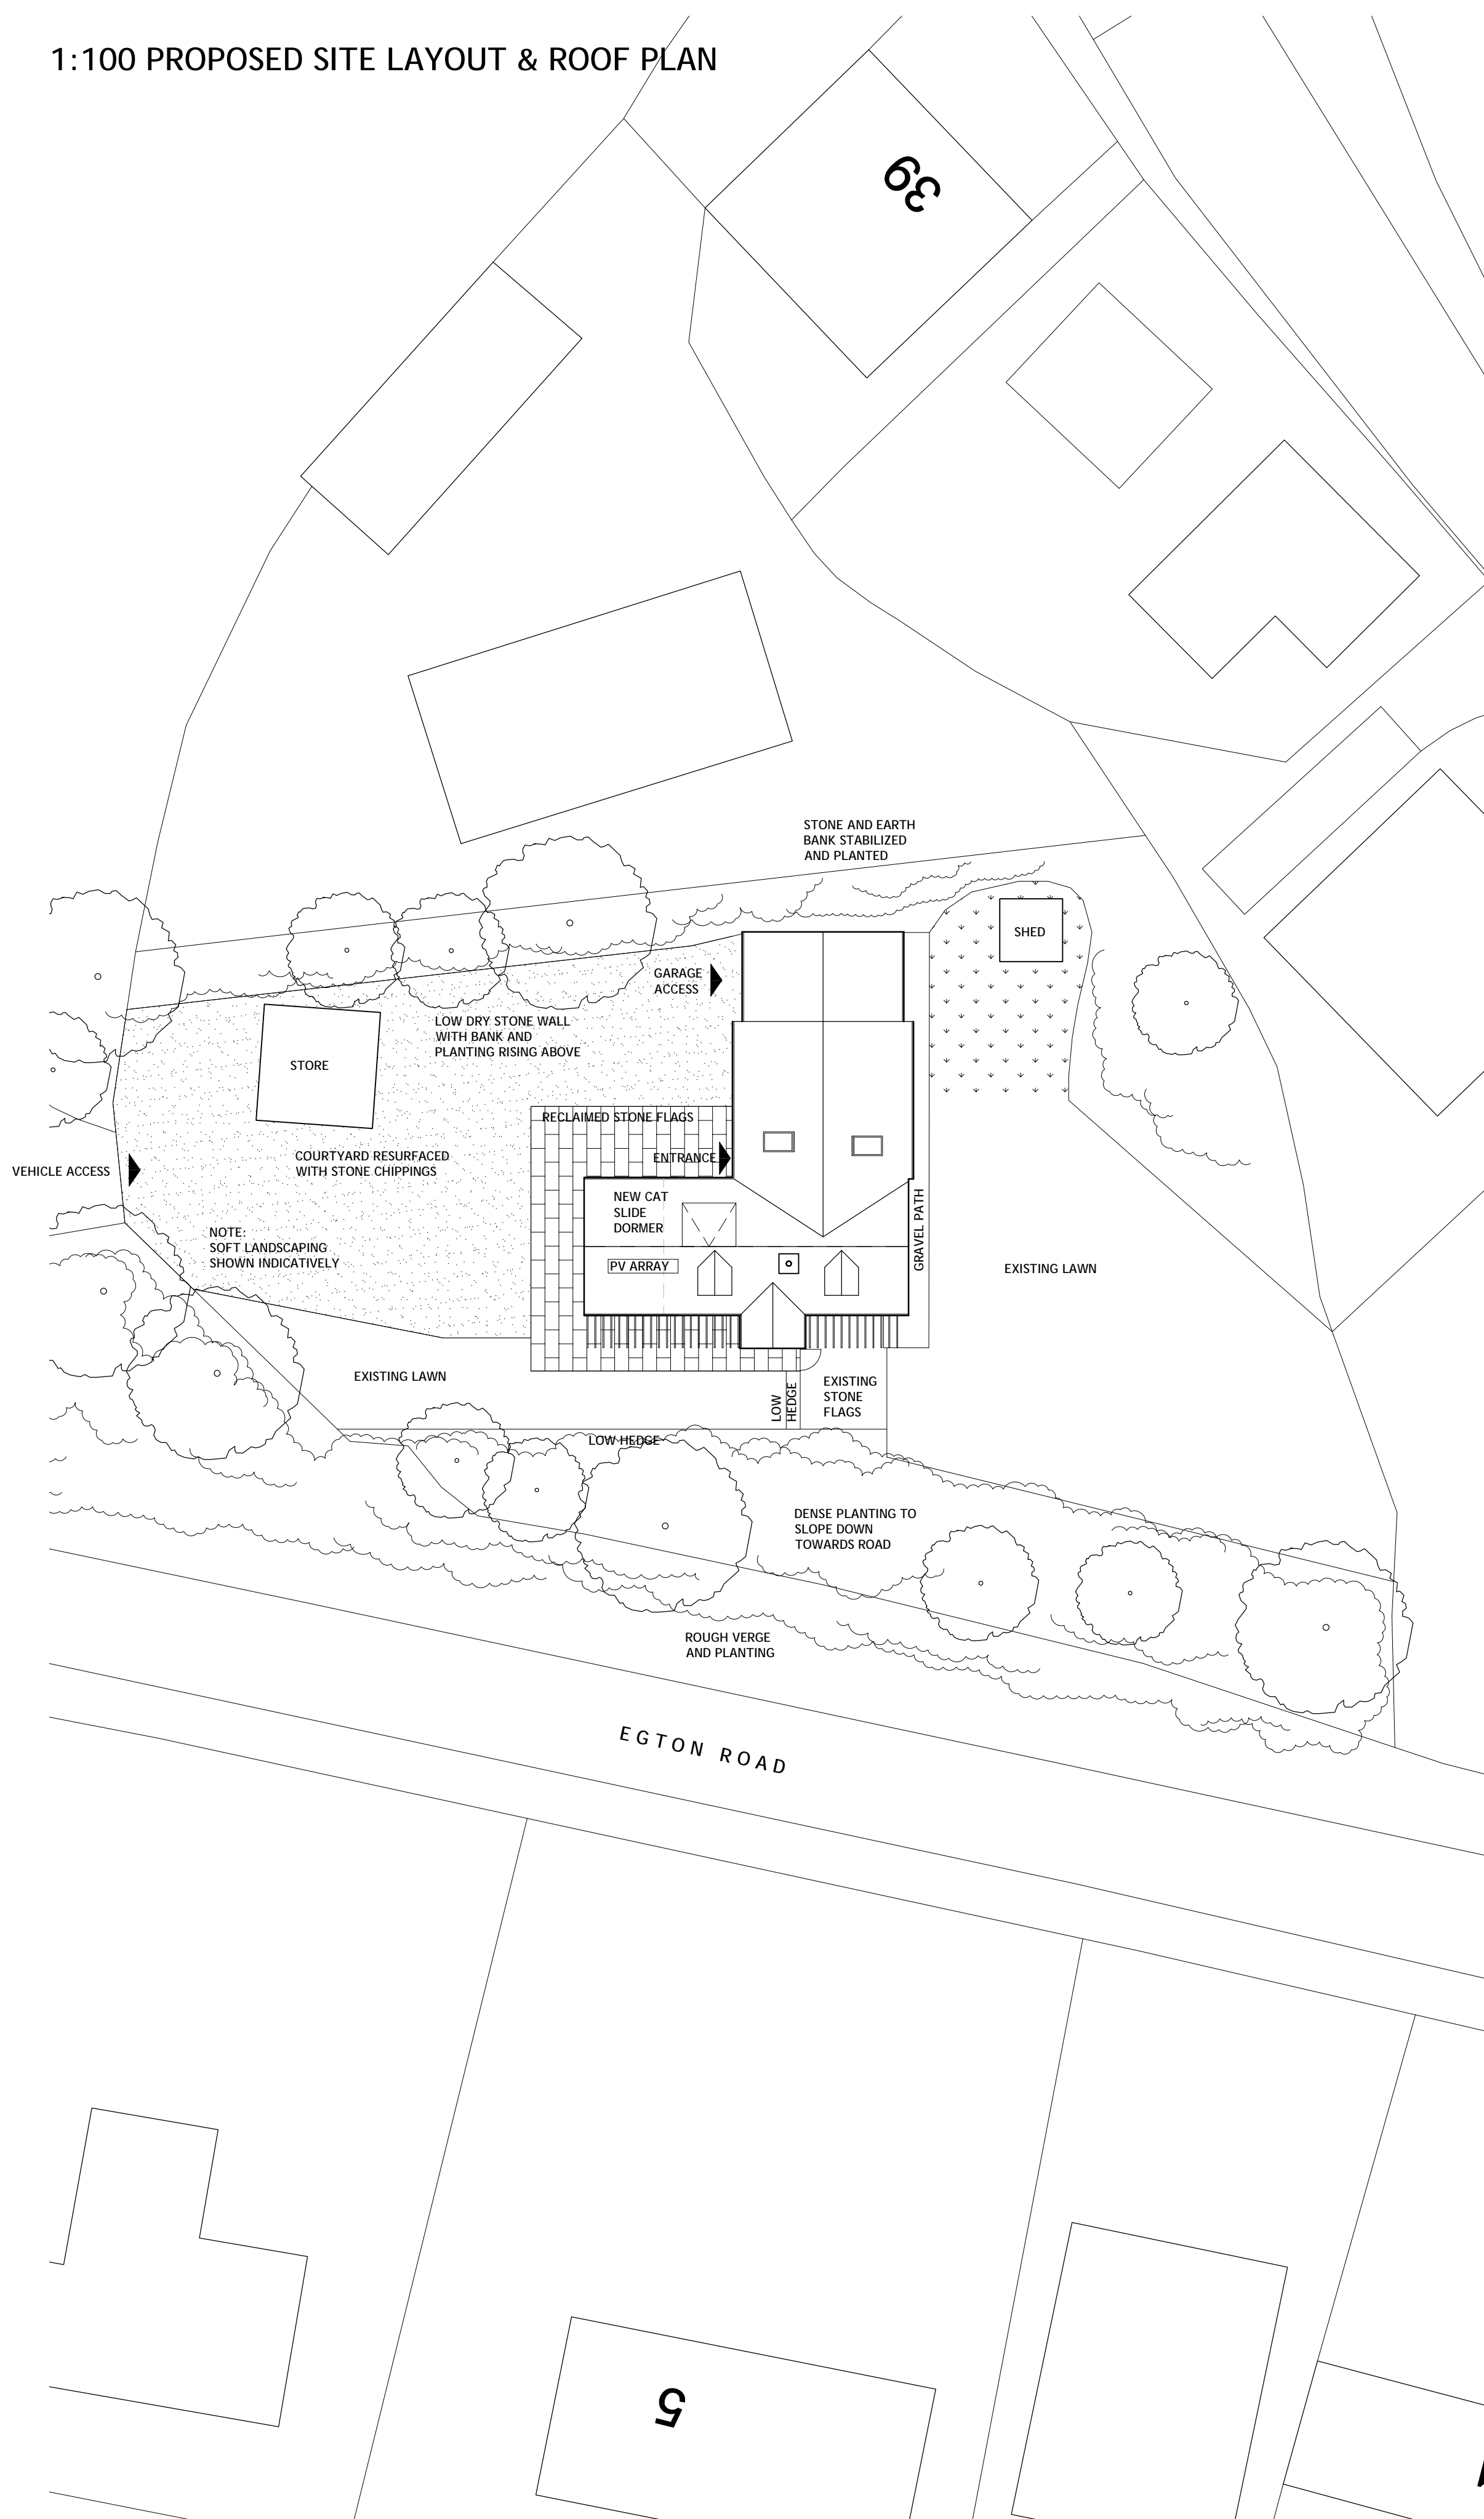 1:100 PROPOSED SITE LAYOUT & ROOF PLAN
39
STONE AND EARTH
BANK STABILIZED
AND PLANTED
SHED
GARAGE
ACCESS
LOW DRY STONE WALL
WITH BANK AND
PLANTING RISING ABOVE
STORE
RECLAIMED STONE FLAGS
ENTRANCE
COURTYARD RESURFACED
WITH STONE CHIPPINGS
VEHICLE ACCESS
NEW CAT
SLIDE
DORMER
GRAVEL PATH
NOTE:
SOFT LANDSCAPING
SHOWN INDICATIVELY
PV ARRAY
EXISTING LAWN
EXISTING LAWN
LOW
HEDGE
EXISTING
STONE
FLAGS
LOW HEDGE
DENSE PLANTING TO
SLOPE DOWN
TOWARDS ROAD
ROUGH VERGE
AND PLANTING
EGTON ROAD
5